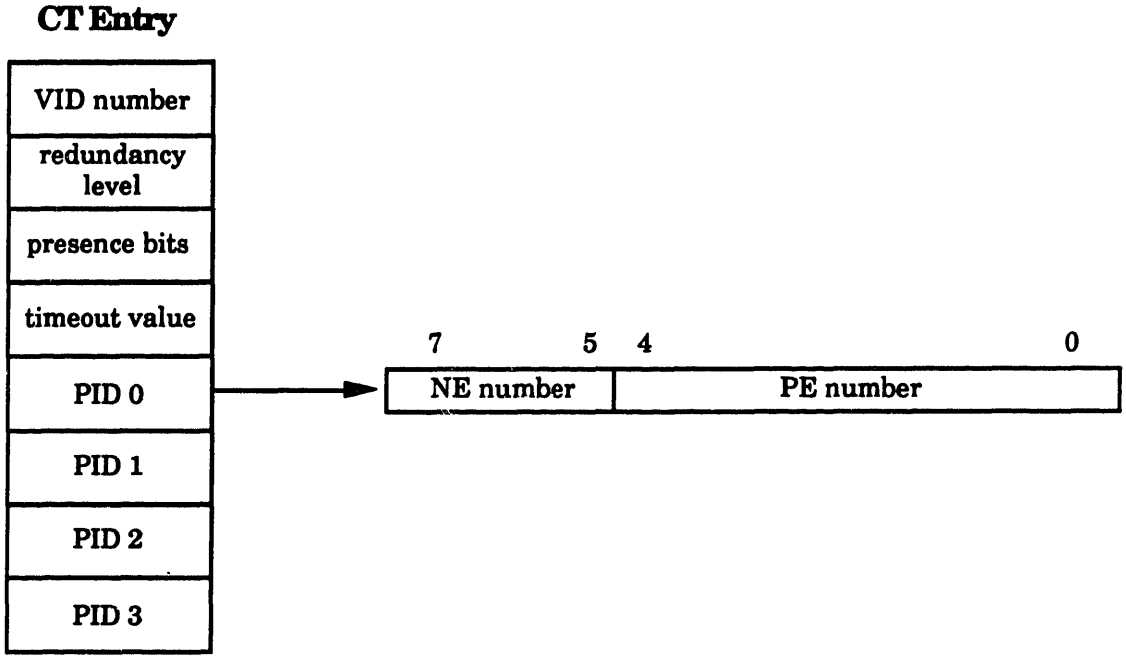 CT Entry
VID number
redundancy
level
presence bits
timeout value
PID 0
PID 1
PID 2
PID 3
7 5 4 0
NE number PE number